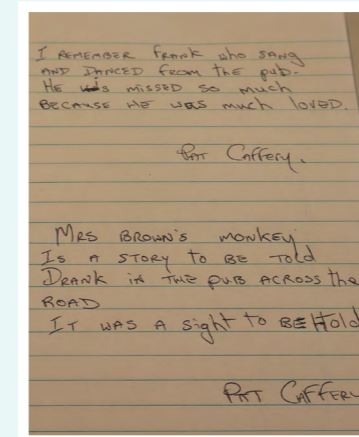 I REMEMBER FRANK who SANG
AND DANCED from the pub.
HE was MISSED SO much
BECAUSE HE was much loved.
Pat Caffery.
MRS BROWN'S MONKEY
IS A STORY to BE Told
DRANK in THE PUB ACROSS the
ROAD
IT WAS A sight to BE Hold
PAT CAFFERY